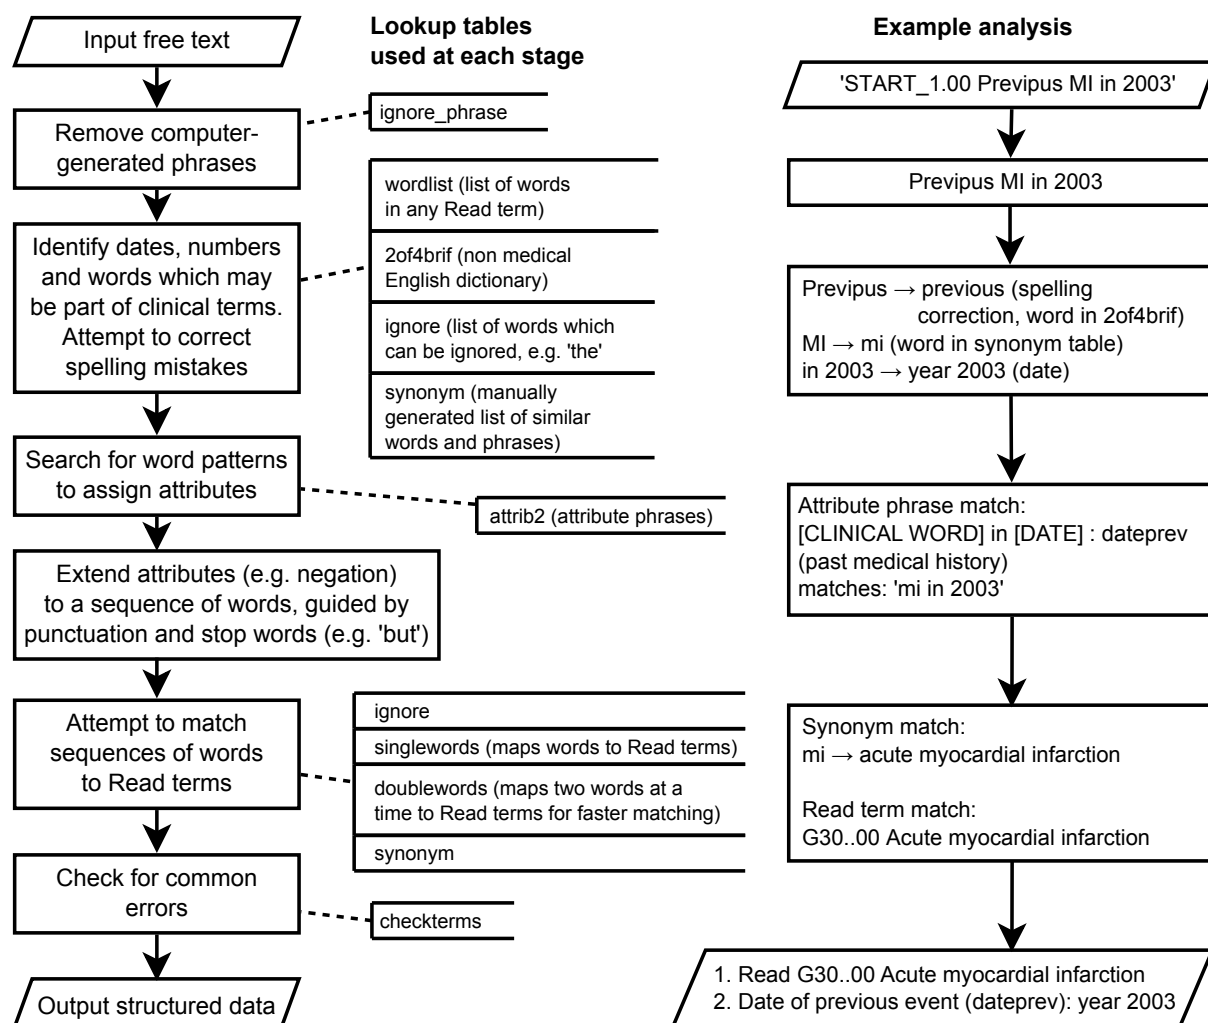 Input free text
Remove computer-
generated phrases
Identify dates, numbers
and words which may
be part of clinical terms.
Attempt to correct
spelling mistakes
Search for word patterns
to assign attributes
Extend attributes (e.g. negation)
to a sequence of words, guided by
punctuation and stop words (e.g. 'but')
Attempt to match
sequences of words
to Read terms
Check for common
errors
Output structured data
Lookup tables
used at each stage
ignore_phrase
wordlist (list of words
in any Read term)
2of4brif (non medical
English dictionary)
ignore (list of words which
can be ignored, e.g. 'the'
synonym (manually
generated list of similar
words and phrases)
attrib2 (attribute phrases)
ignore
singlewords (maps words to Read terms)
doublewords (maps two words at a
time to Read terms for faster matching)
synonym
checkterms
Example analysis
'START_1.00 Previpus MI in 2003'
Previpus MI in 2003
Previpus → previous (spelling
correction, word in 2of4brif)
MI → mi (word in synonym table)
in 2003 → year 2003 (date)
Attribute phrase match:
[CLINICAL WORD] in [DATE] : dateprev
(past medical history)
matches: 'mi in 2003'
Synonym match:
mi → acute myocardial infarction
Read term match:
G30..00 Acute myocardial infarction
1. Read G30..00 Acute myocardial infarction
2. Date of previous event (dateprev): year 2003